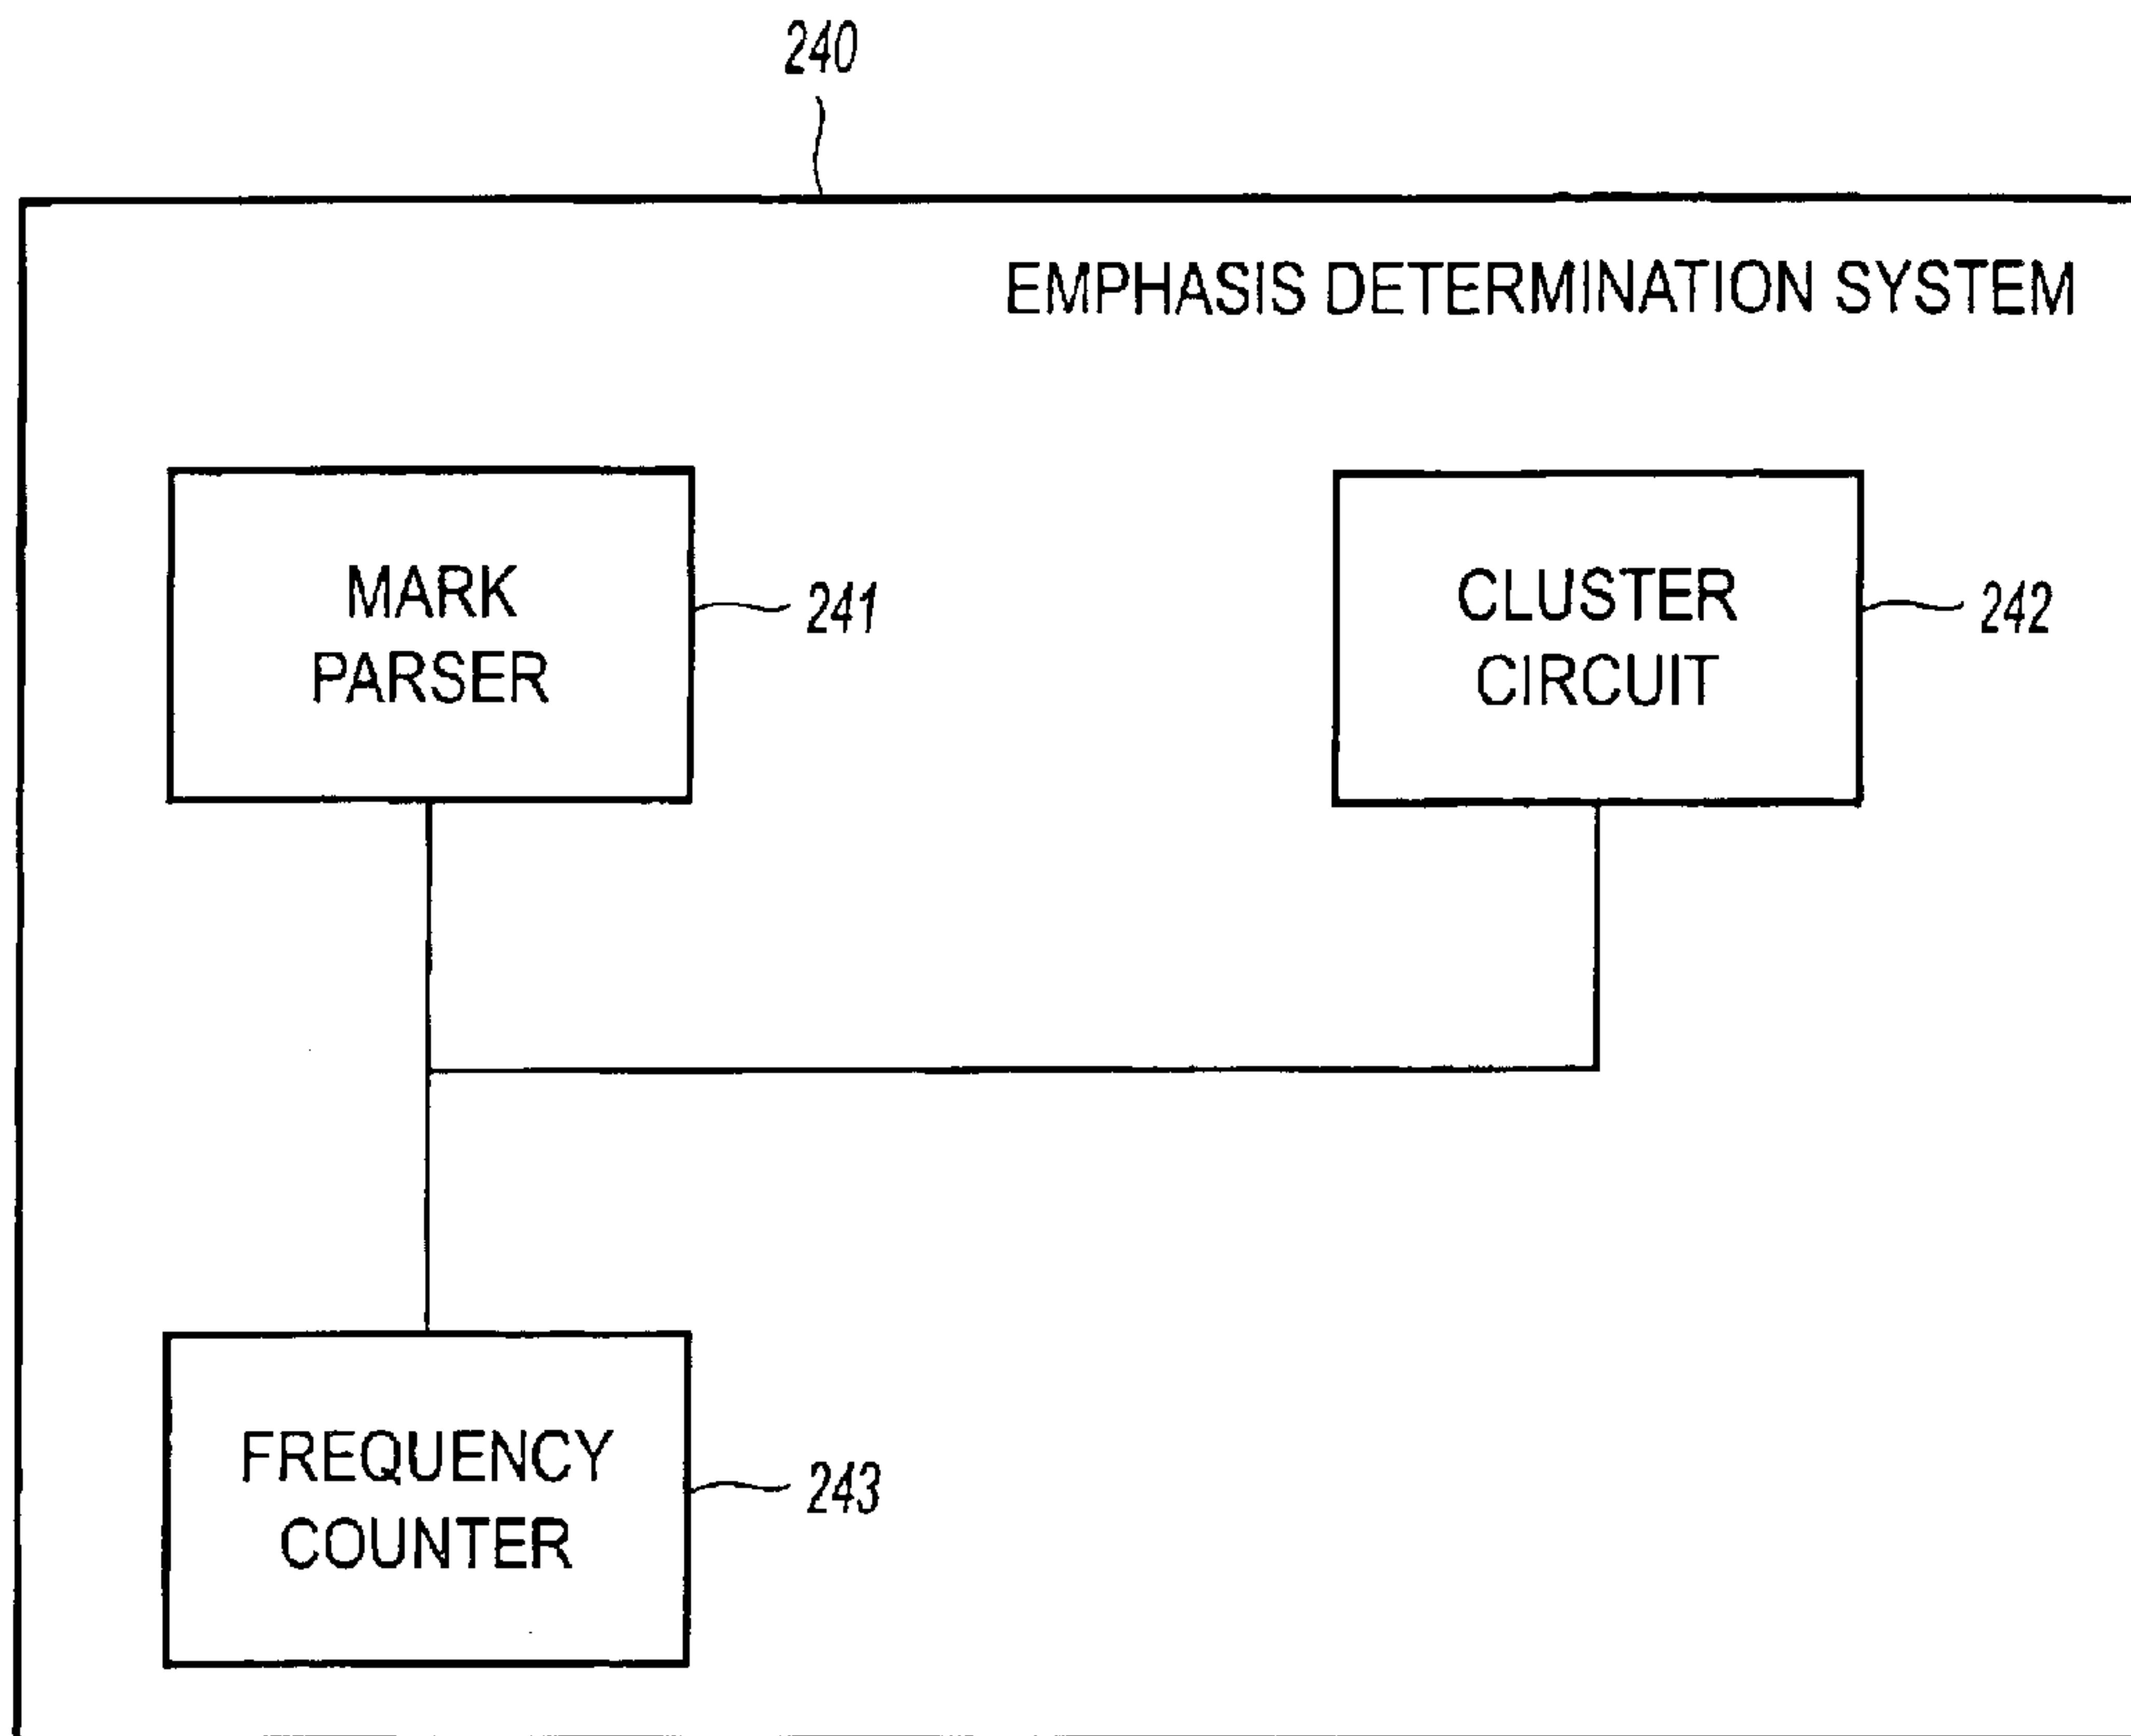 240
EMPHASIS DETERMINATION SYSTEM
MARK
PARSER
241
CLUSTER
CIRCUIT
242
FREQUENCY
COUNTER
243